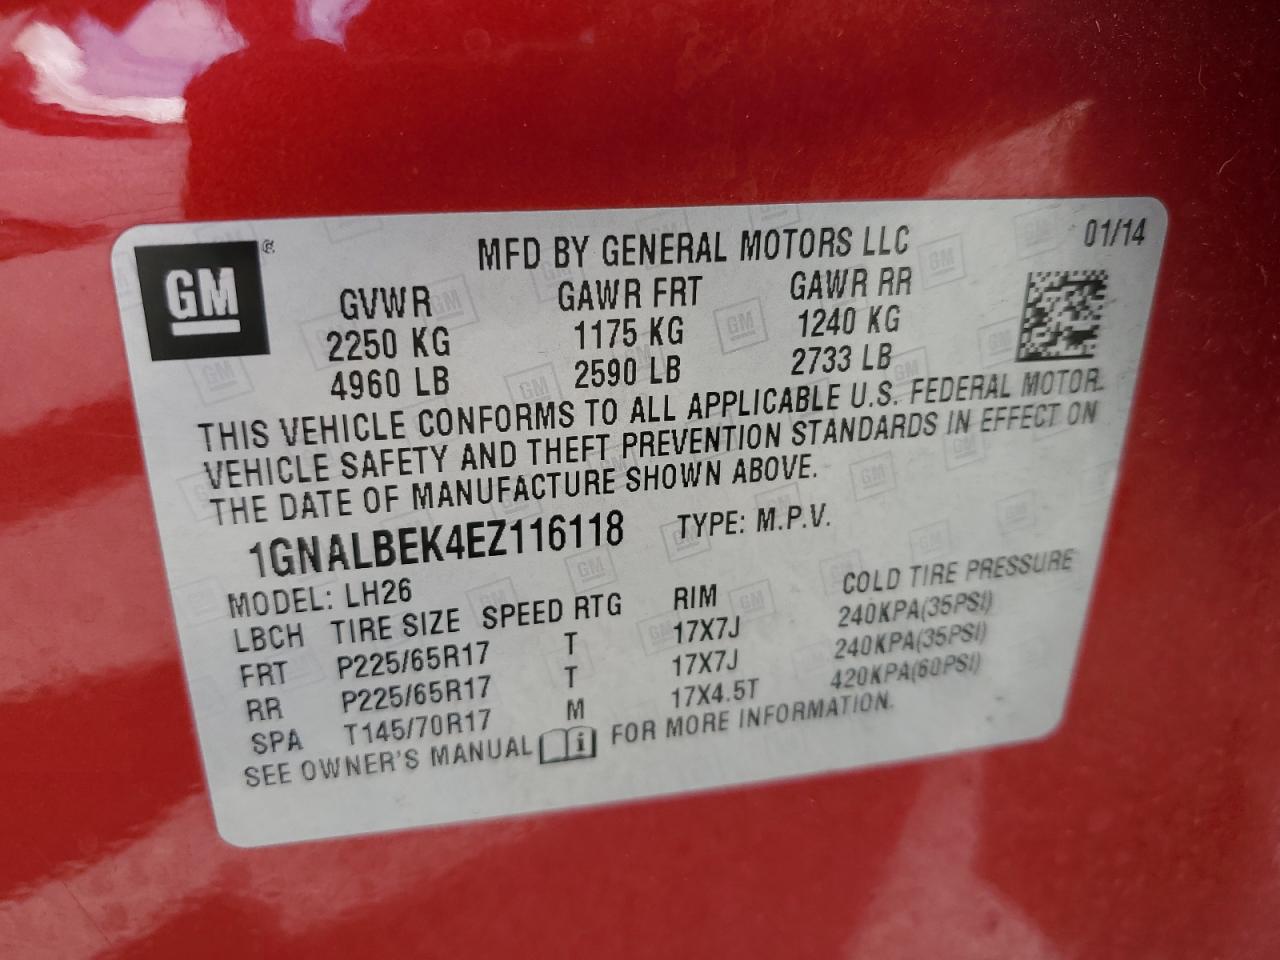 GM ® MFD BY GENERAL MOTORS LLC 01/14
GVWR GAWR FRT GAWR RR
2250 KG 1175 KG 1240 KG
4960 LB 2590 LB 2733 LB
THIS VEHICLE CONFORMS TO ALL APPLICABLE U.S. FEDERAL MOTOR
VEHICLE SAFETY AND THEFT PREVENTION STANDARDS IN EFFECT ON
THE DATE OF MANUFACTURE SHOWN ABOVE.
1GNALBEK4EZ116118 TYPE: M.P.V.
MODEL: LH26
LBCH TIRE SIZE SPEED RTG RIM COLD TIRE PRESSURE
FRT P225/65R17 T 17X7J 240KPA(35PSI)
RR P225/65R17 T 17X7J 240KPA(35PSI)
SPA T145/70R17 M 17X4.5T 420KPA(60PSI)
SEE OWNER'S MANUAL i FOR MORE INFORMATION.